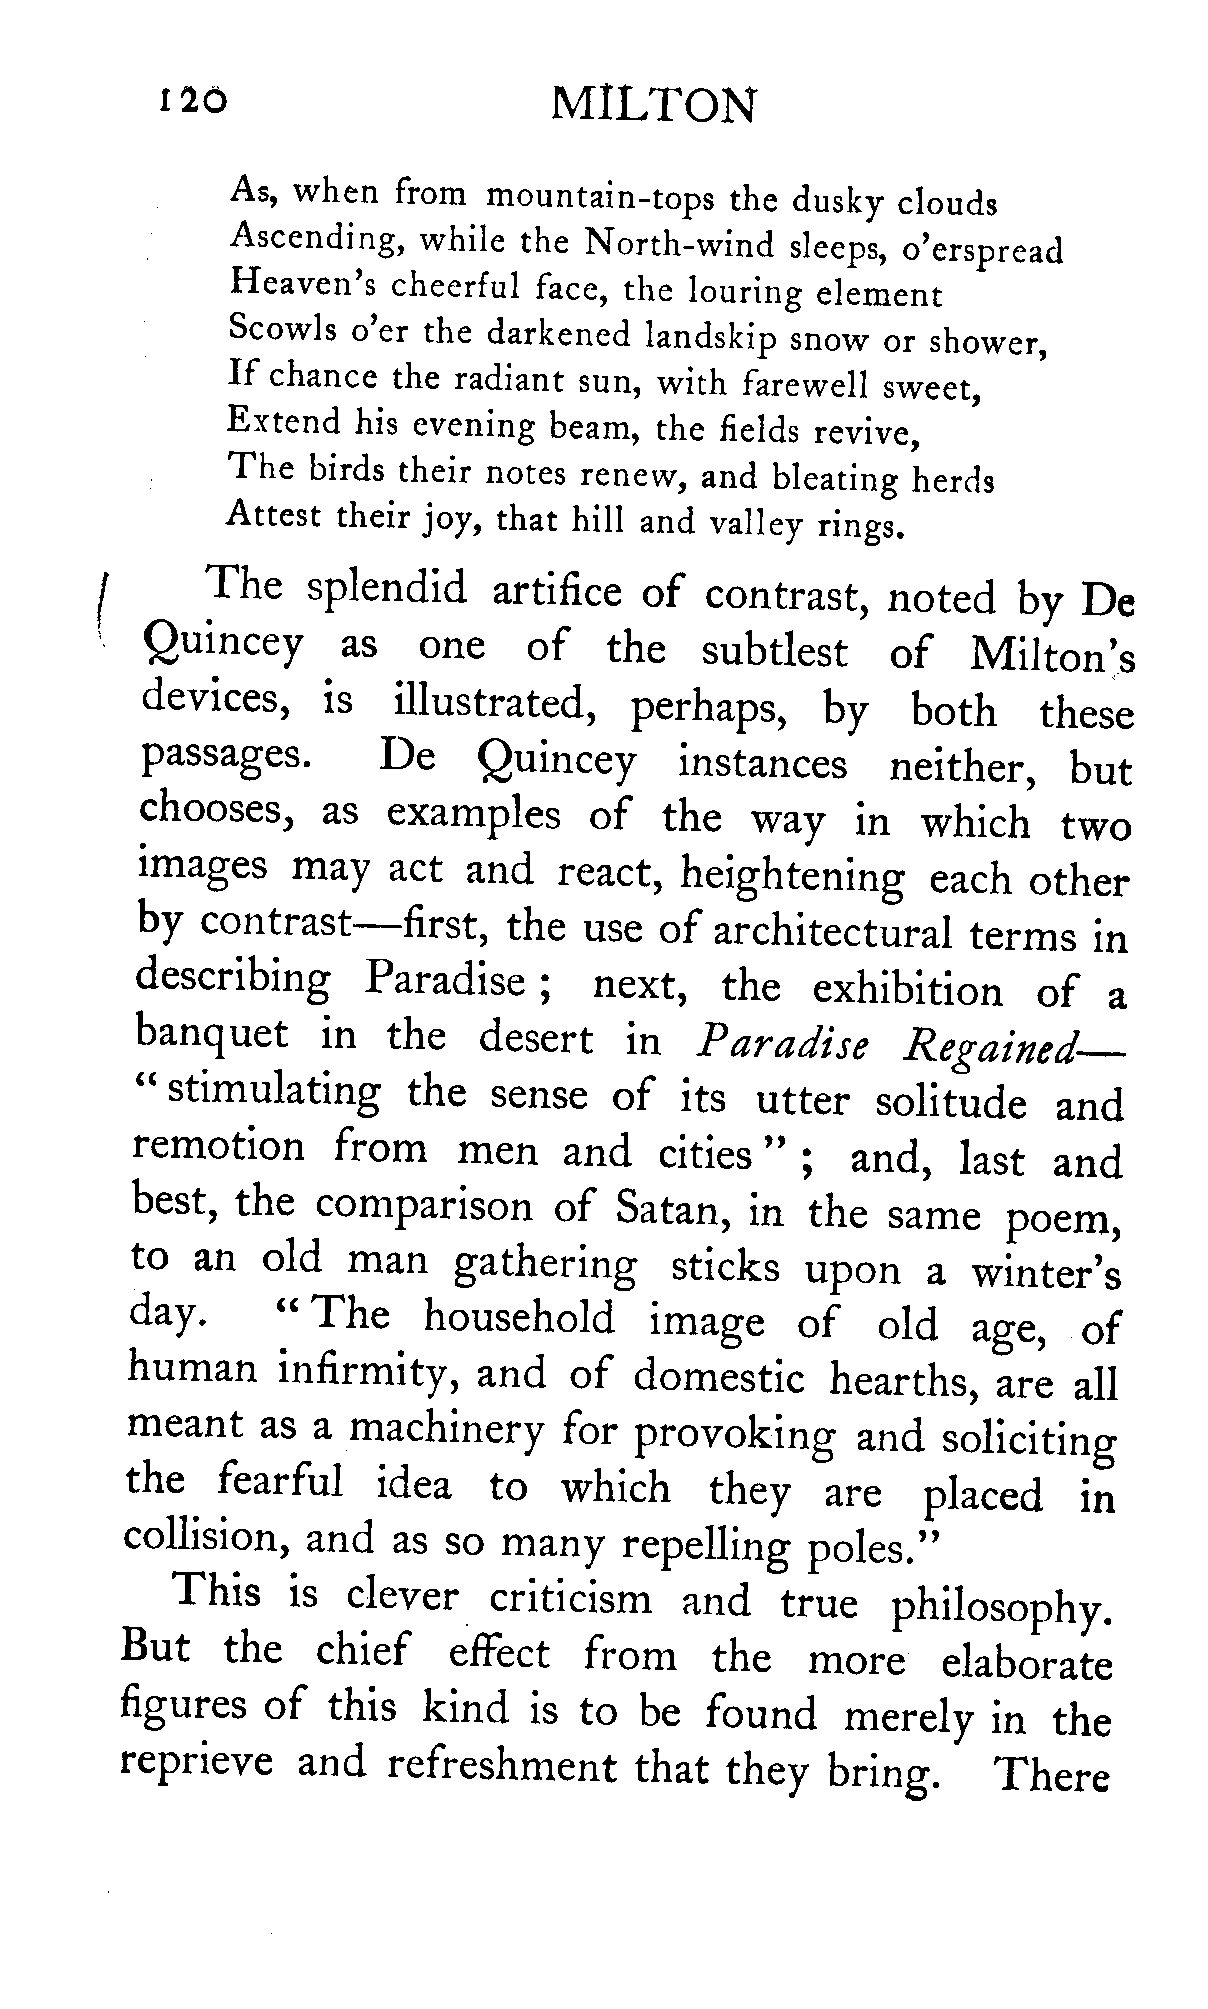 120 MILTON
As, when from mountain-tops the dusky clouds
Ascending, while the North-wind sleeps, o'erspread
Heaven's cheerful face, the louring element
Scowls o'er the darkened landskip snow or shower,
If chance the radiant sun, with farewell sweet,
Extend his evening beam, the fields revive,
The birds their notes renew, and bleating herds
Attest their joy, that hill and valley rings.
The splendid artifice of contrast, noted by De
Quincey as one of the subtlest of Milton's
devices, is illustrated, perhaps, by both these
passages. De Quincey instances neither, but
chooses, as examples of the way in which two
images may act and react, heightening each other
by contrast—first, the use of architectural terms in
describing Paradise ; next, the exhibition of a
banquet in the desert in Paradise Regained—
“ stimulating the sense of its utter solitude and
remotion from men and cities ” ; and, last and
best, the comparison of Satan, in the same poem,
to an old man gathering sticks upon a winter's
day. “ The household image of old age, of
human infirmity, and of domestic hearths, are all
meant as a machinery for provoking and soliciting
the fearful idea to which they are placed in
collision, and as so many repelling poles.”
This is clever criticism and true philosophy.
But the chief effect from the more elaborate
figures of this kind is to be found merely in the
reprieve and refreshment that they bring. There